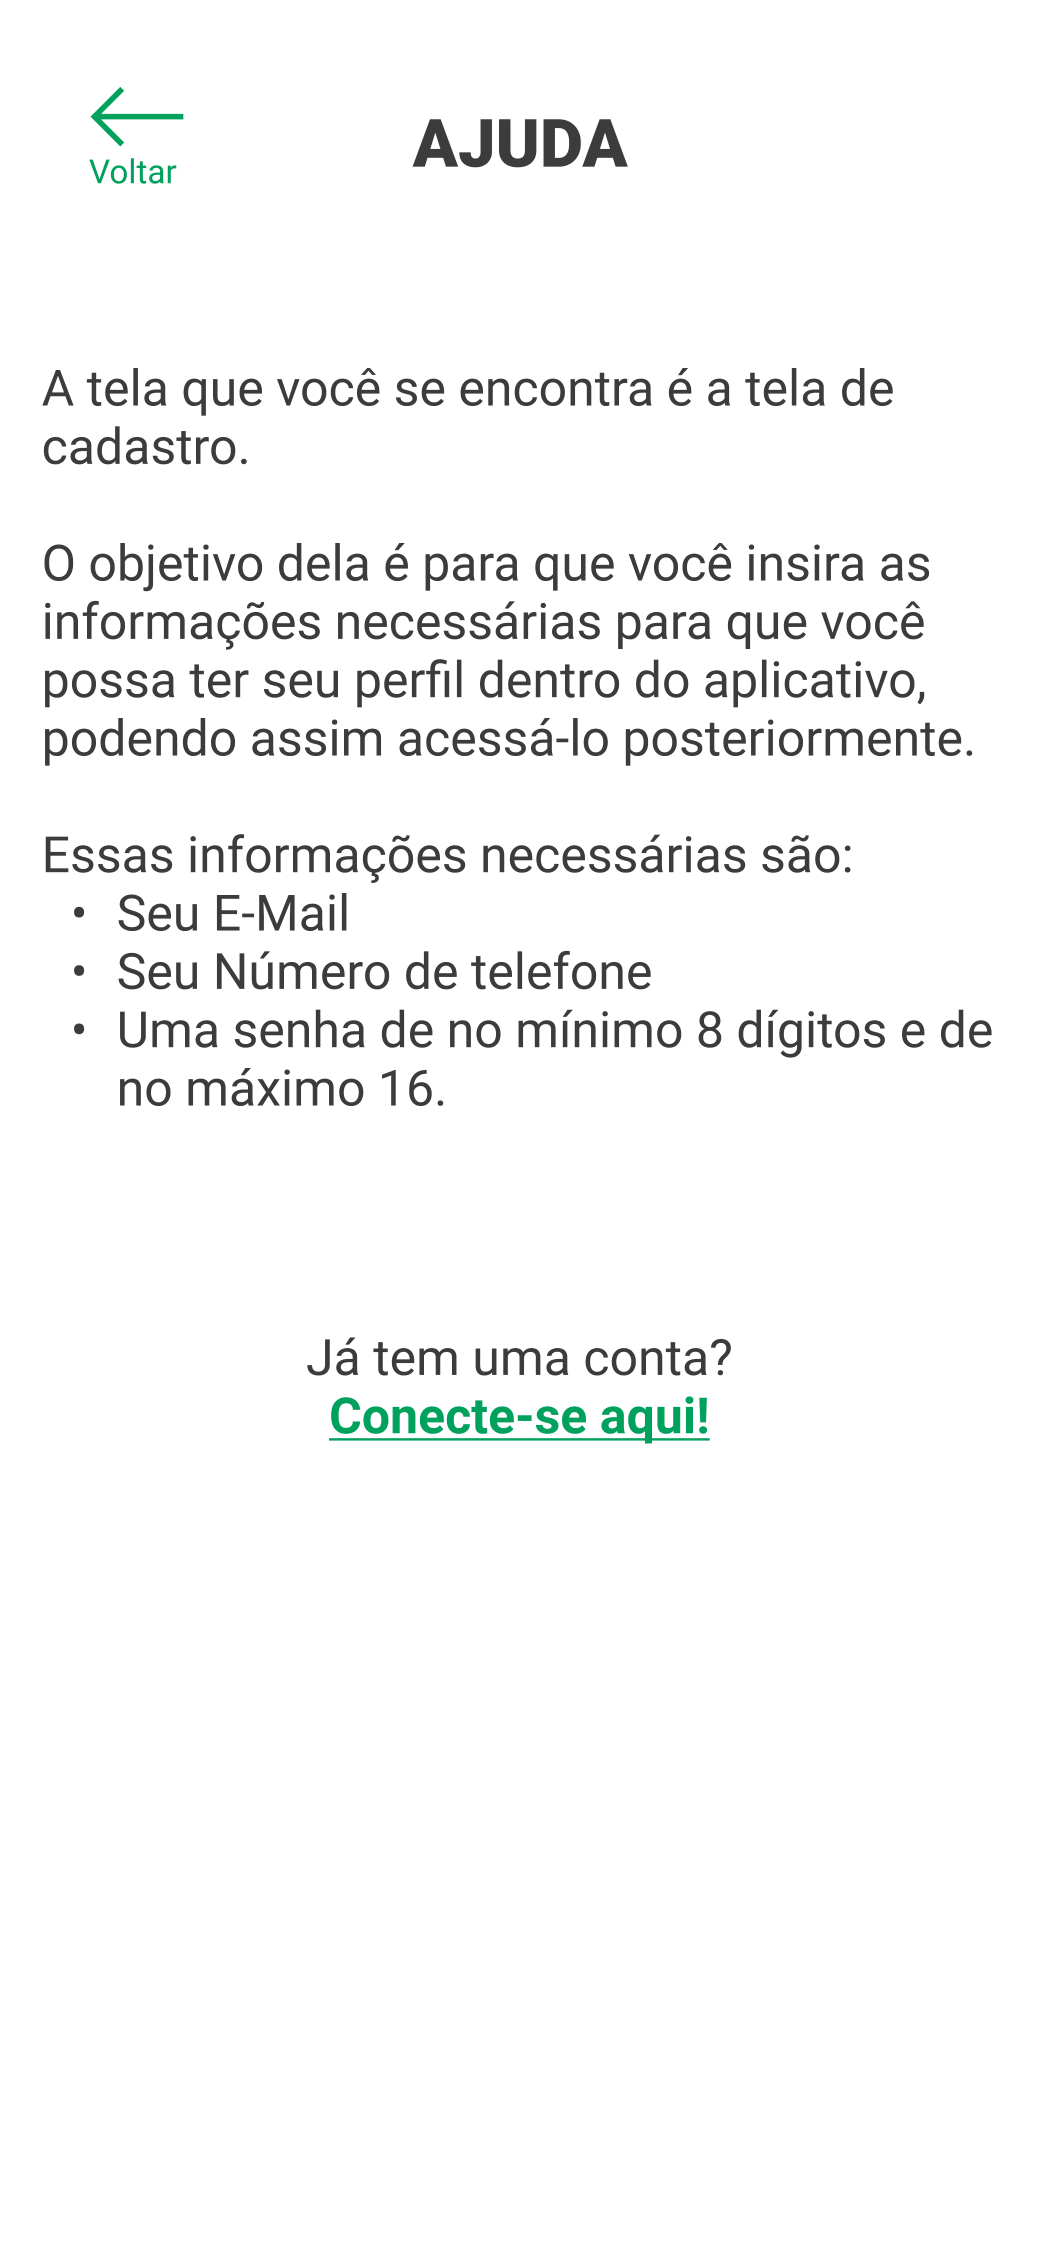 Voltar
AJUDA
A tela que você se encontra é a tela de
cadastro.
O objetivo dela é para que você insira as
informações necessárias para que você
possa ter seu perfil dentro do aplicativo,
podendo assim acessá-lo posteriormente.
Essas informações necessárias são:
• Seu E-Mail
• Seu Número de telefone
• Uma senha de no mínimo 8 dígitos e de
no máximo 16.
Já tem uma conta?
Conecte-se aqui!